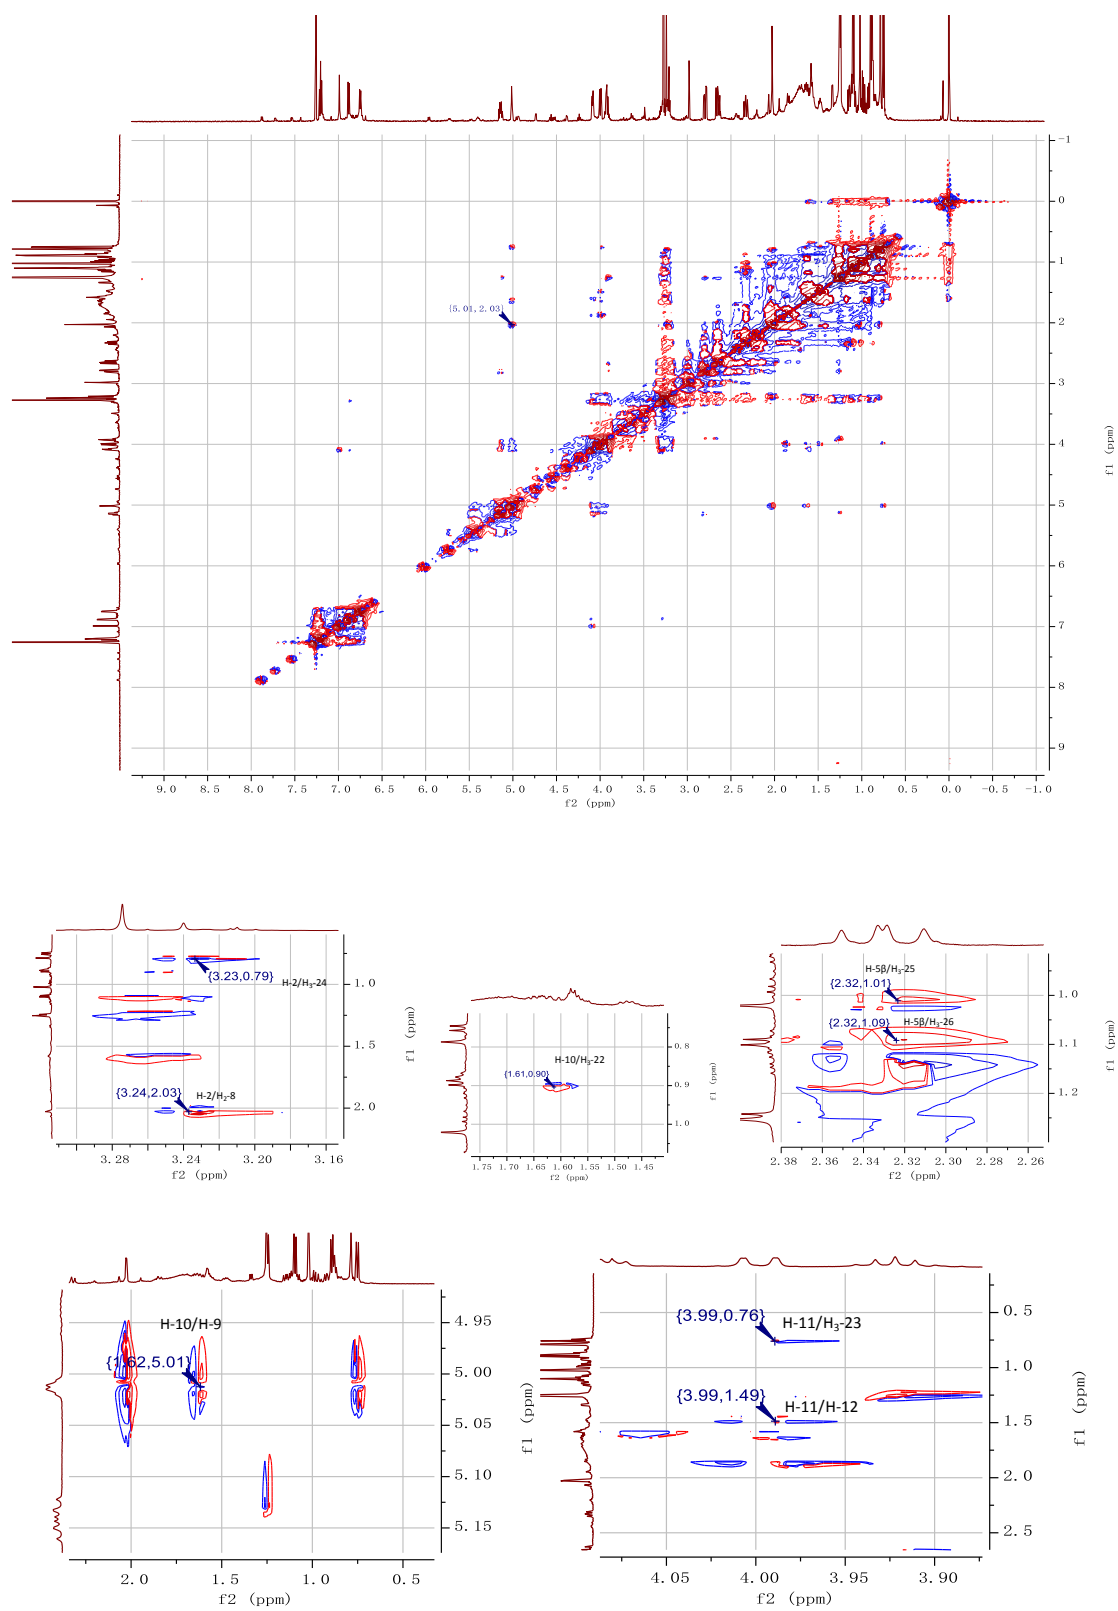 -1
0
1
2
3
4
5
6
7
8
9
f1 (ppm)
{5.01,2.03}
9.0 8.5 8.0 7.5 7.0 6.5 6.0 5.5 5.0 4.5 4.0 3.5 3.0 2.5 2.0 1.5 1.0 0.5 0.0 -0.5 -1.0
f2 (ppm)
{3.23,0.79}
H-2/H3-24
{3.24,2.03}
H-2/H2-8
1.0
1.5
2.0
f1 (ppm)
3.28 3.24 3.20 3.16
f2 (ppm)
H-10/H3-22
{1.61,0.90}
0.8
0.9
1.0
f1 (ppm)
1.75 1.70 1.65 1.60 1.55 1.50 1.45
f2 (ppm)
H-5β/H3-25
{2.32,1.01}
H-5β/H3-26
{2.32,1.09}
1.0
1.1
1.2
f1 (ppm)
2.38 2.36 2.34 2.32 2.30 2.28 2.26
f2 (ppm)
H-10/H-9
{1.62,5.01}
4.95
5.00
5.05
5.10
5.15
f1 (ppm)
2.0 1.5 1.0 0.5
f2 (ppm)
{3.99,0.76}
H-11/H3-23
{3.99,1.49}
H-11/H-12
0.5
1.0
1.5
2.0
2.5
f1 (ppm)
4.05 4.00 3.95 3.90
f2 (ppm)